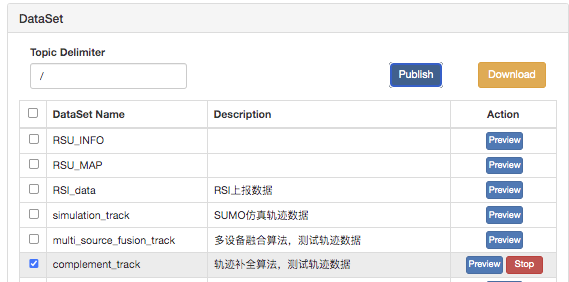 DataSet
Topic Delimiter
/
Publish
Download
DataSet Name Description Action
RSU_INFO Preview
RSU_MAP Preview
RSI_data RSI上报数据 Preview
simulation_track SUMO仿真轨迹数据 Preview
multi_source_fusion_track 多设备融合算法，测试轨迹数据 Preview
complement_track 轨迹补全算法，测试轨迹数据 Preview Stop